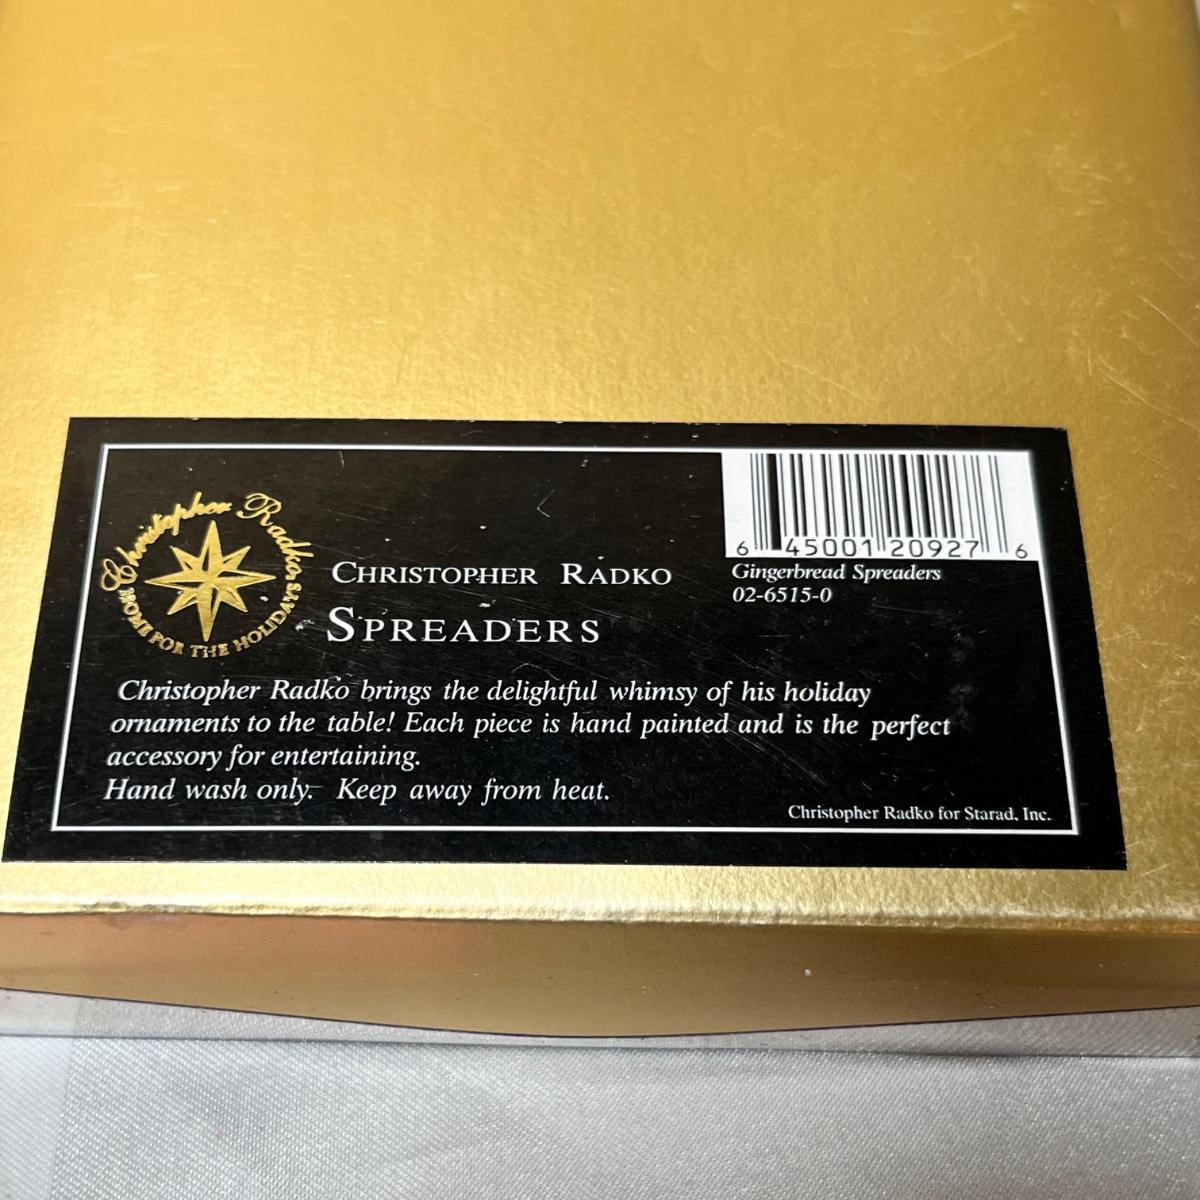 Christopher Radko
HOME FOR THE HOLIDAYS
CHRISTOPHER RADKO
SPREADERS
6 45001 20927 6
Gingerbread Spreaders
02-6515-0
Christopher Radko brings the delightful whimsy of his holiday
ornaments to the table! Each piece is hand painted and is the perfect
accessory for entertaining.
Hand wash only. Keep away from heat.
Christopher Radko for Starad, Inc.